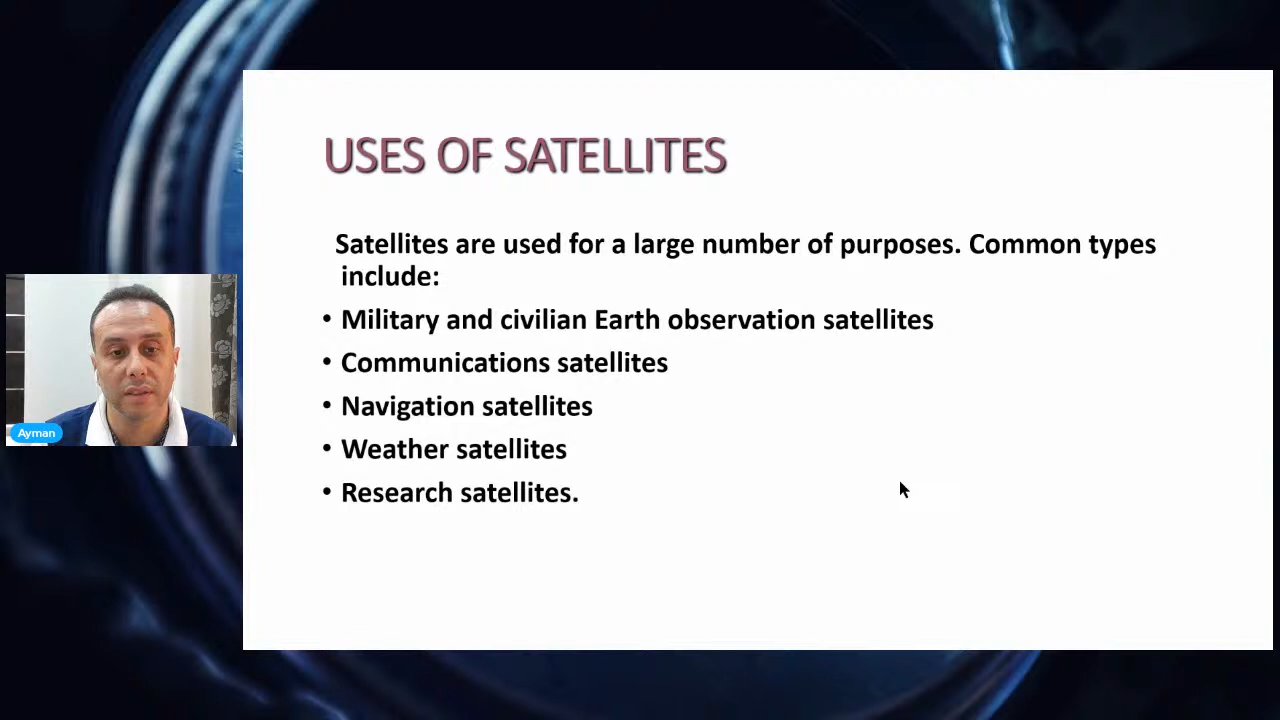 USES OF SATELLITES
Satellites are used for a large number of purposes. Common types
include:
• Military and civilian Earth observation satellites
• Communications satellites
• Navigation satellites
• Weather satellites
• Research satellites.
Ayman